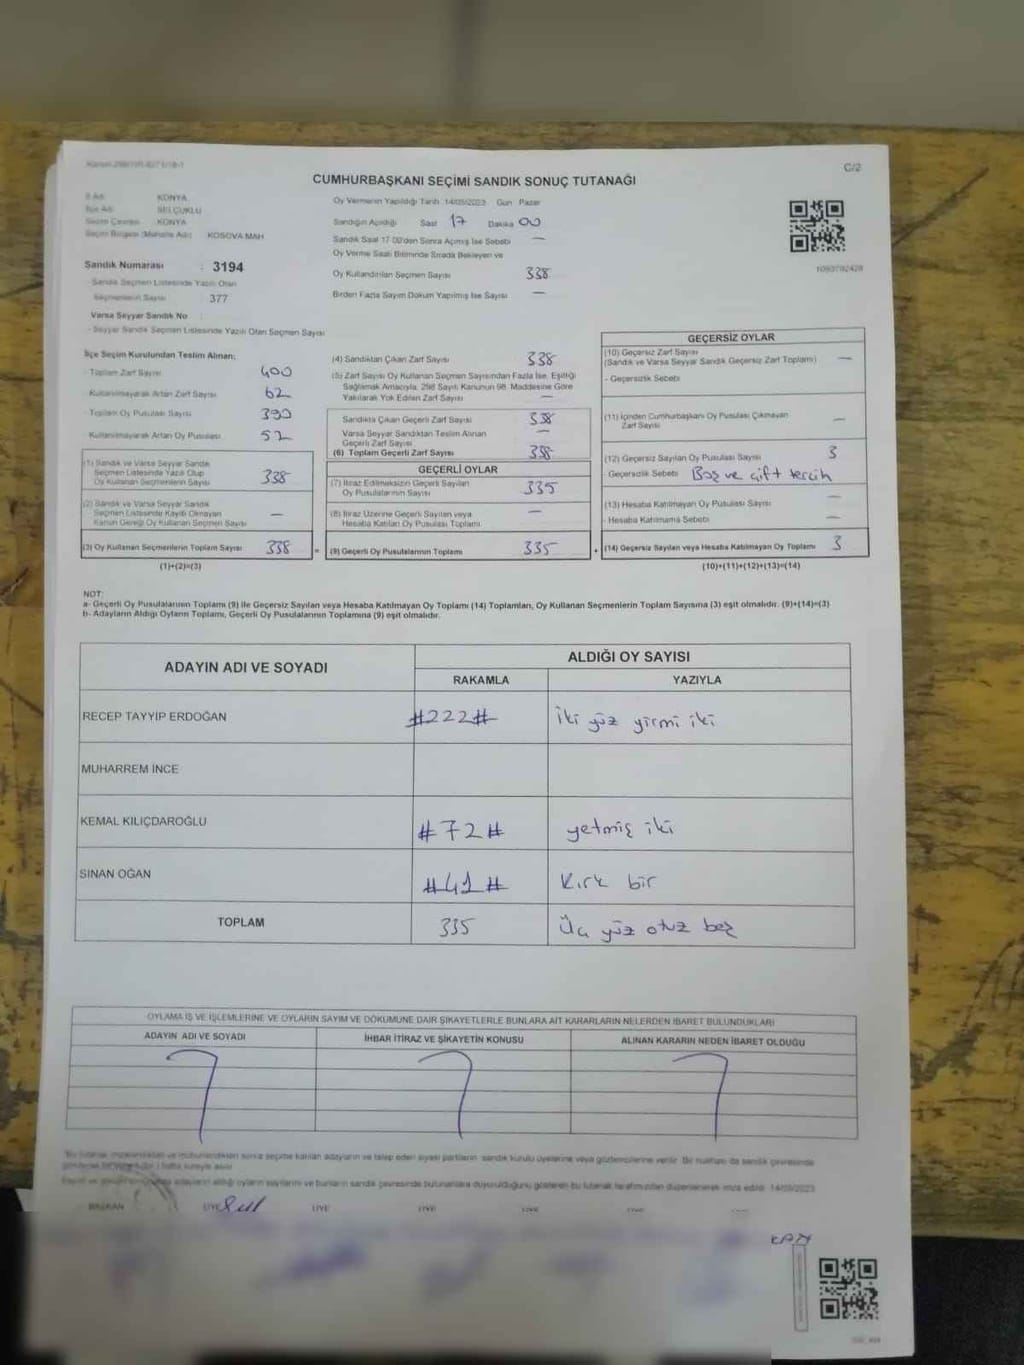 C/2
CUMHURBAŞKANI SEÇİMİ SANDIK SONUÇ TUTANAĞI
İl Adı KONYA
İlçe Adı SELÇUKLU
Seçim Çevresi KONYA
Seçim Bölgesi (Mahalle Adı) KOSOVA MAH
Sandık Numarası : 3194
Sandık Seçmen Listesinde Yazılı Olan
Seçmenlerin Sayısı 377
Varsa Seyyar Sandık No
- Seyyar Sandık Seçmen Listesinde Yazılı Olan Seçmen Sayısı
Oy Vermenin Yapıldığı Tarih 14/05/2023 Gün Pazar
Sandığın Açıldığı Saat 17 Dakika 00
Sandık Saat 17.00'den Sonra Açılmış İse Sebebi —
Oy Verme Saati Bitiminde Sırada Bekleyen ve
Oy Kullandırılan Seçmen Sayısı 338
Birden Fazla Sayım Döküm Yapılmış İse Sayısı —
İlçe Seçim Kurulundan Teslim Alınan;
- Toplam Zarf Sayısı 400
- Kullanılmayarak Artan Zarf Sayısı 62
- Toplam Oy Pusulası Sayısı 390
- Kullanılmayarak Artan Oy Pusulası 52
(1) Sandık ve Varsa Seyyar Sandık
Seçmen Listesinde Yazılı Olup
Oy Kullanan Seçmenlerin Sayısı 338
(2) Sandık ve Varsa Seyyar Sandık
Seçmen Listesinde Kaydı Olmayan
Kanun Gereği Oy Kullanan Seçmen Sayısı —
(3) Oy Kullanan Seçmenlerin Toplam Sayısı 338
(1)+(2)=(3)
(4) Sandıktan Çıkan Zarf Sayısı 338
(5) Zarf Sayısı Oy Kullanan Seçmen Sayısından Fazla İse, Eşitliği
Sağlamak Amacıyla, 298 Sayılı Kanunun 98. Maddesine Göre
Yakılarak Yok Edilen Zarf Sayısı —
Sandıkta Çıkan Geçerli Zarf Sayısı 338
Varsa Seyyar Sandıktan Teslim Alınan
Geçerli Zarf Sayısı —
(6) Toplam Geçerli Zarf Sayısı 338
GEÇERLİ OYLAR
(7) İtiraz Edilmeksizin Geçerli Sayılan
Oy Pusulalarının Sayısı 335
(8) İtiraz Üzerine Geçerli Sayılan veya
Hesaba Katılan Oy Pusulası Toplamı —
= (9) Geçerli Oy Pusulalarının Toplamı 335
GEÇERSİZ OYLAR
(10) Geçersiz Zarf Sayısı
(Sandık ve Varsa Seyyar Sandık Geçersiz Zarf Toplamı) —
- Geçersizlik Sebebi
(11) İçinden Cumhurbaşkanı Oy Pusulası Çıkmayan
Zarf Sayısı —
(12) Geçersiz Sayılan Oy Pusulası Sayısı 3
Geçersizlik Sebebi Boş ve çift tercih
(13) Hesaba Katılmayan Oy Pusulası Sayısı —
- Hesaba Katılmama Sebebi —
+ (14) Geçersiz Sayılan veya Hesaba Katılmayan Oy Toplamı 3
(10)+(11)+(12)+(13)=(14)
NOT:
a- Geçerli Oy Pusulalarının Toplamı (9) ile Geçersiz Sayılan veya Hesaba Katılmayan Oy Toplamı (14) Toplamları, Oy Kullanan Seçmenlerin Toplam Sayısına (3) eşit olmalıdır. (9)+(14)=(3)
b- Adayların Aldığı Oyların Toplamı, Geçerli Oy Pusulalarının Toplamına (9) eşit olmalıdır.
ADAYIN ADI VE SOYADI
ALDIĞI OY SAYISI
RAKAMLA YAZIYLA
RECEP TAYYİP ERDOĞAN #222# İki yüz yirmi iki
MUHARREM İNCE
KEMAL KILIÇDAROĞLU #72# yetmiş iki
SİNAN OĞAN #41# Kırk bir
TOPLAM 335 Üç yüz otuz beş
OYLAMA İŞ VE İŞLEMLERİNE VE OYLARIN SAYIM VE DÖKÜMÜNE DAİR ŞİKAYETLERLE BUNLARA AİT KARARLARIN NELERDEN İBARET BULUNDUKLARI
ADAYIN ADI VE SOYADI İHBAR İTİRAZ VE ŞİKAYETİN KONUSU ALINAN KARARIN NEDEN İBARET OLDUĞU
BAŞKAN ÜYE ÜYE ÜYE ÜYE ÜYE ÜYE